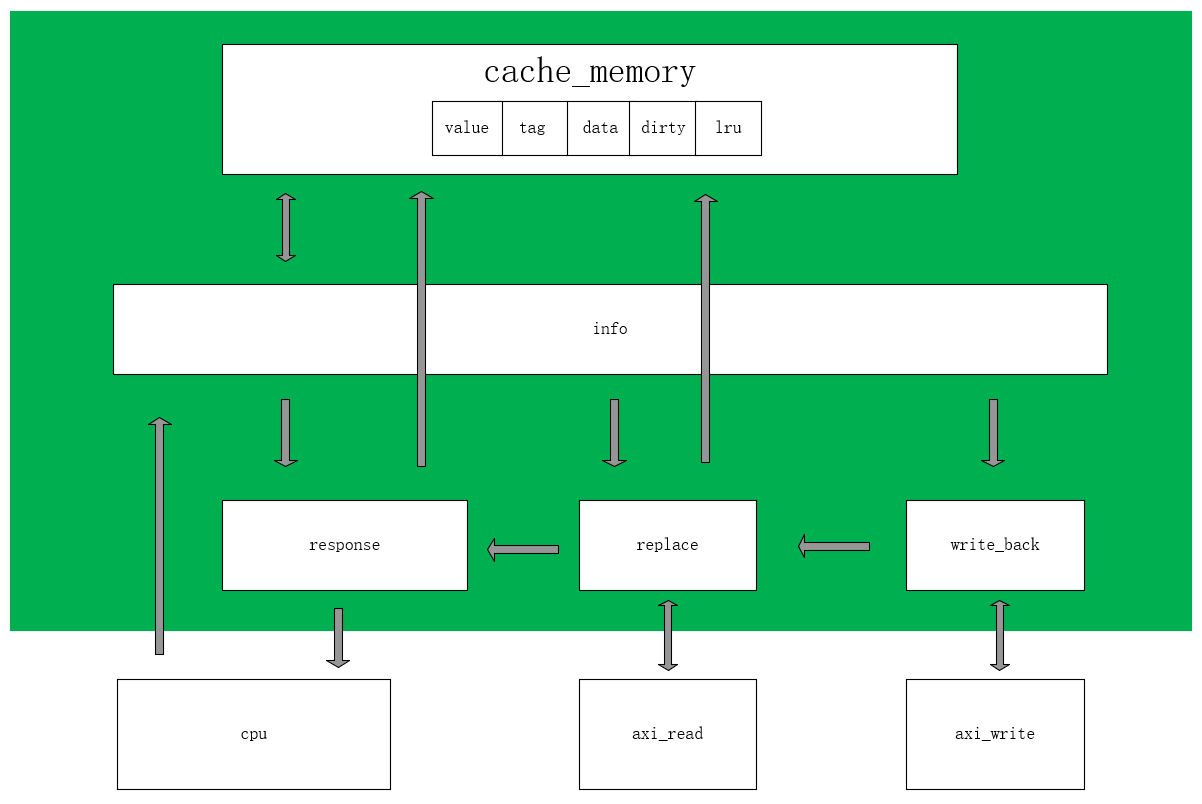 cache_memory
value tag data dirty lru
info
response replace write_back
cpu axi_read axi_write